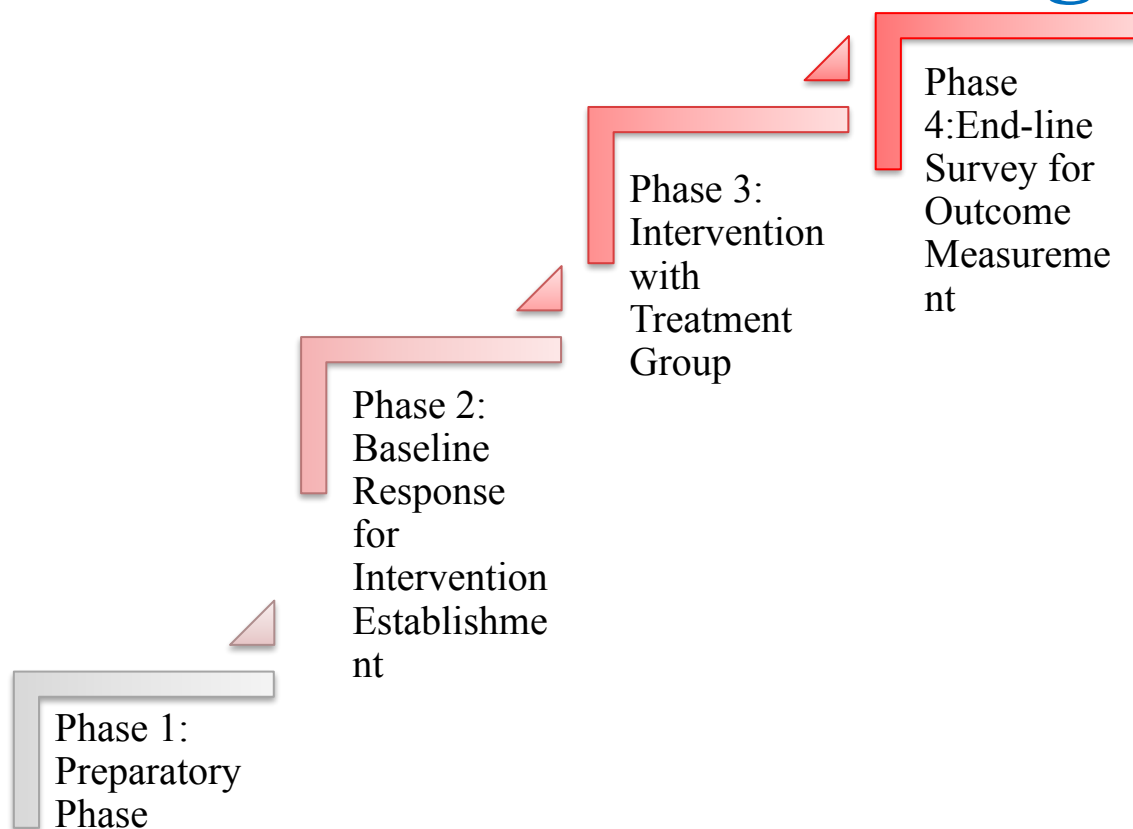 Phase 1:
Preparatory
Phase
Phase 2:
Baseline
Response
for
Intervention
Establishme
nt
Phase 3:
Intervention
with
Treatment
Group
Phase
4:End-line
Survey for
Outcome
Measureme
nt